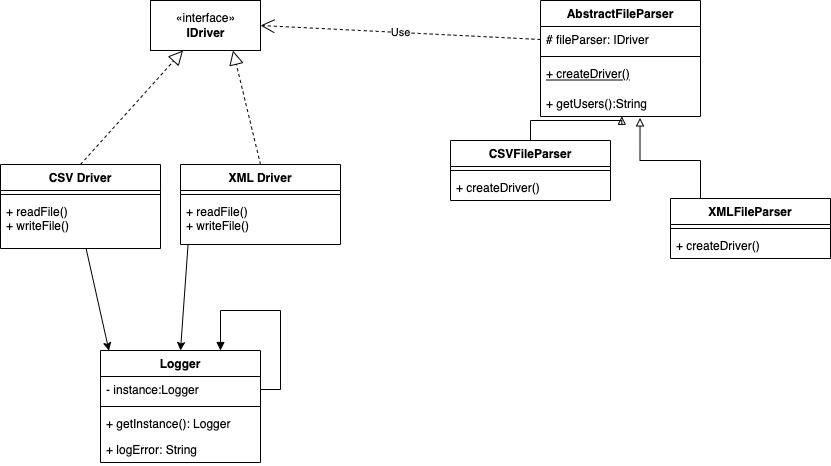 «interface»
IDriver
Use
AbstractFileParser
# fileParser: IDriver
+ createDriver()
+ getUsers():String
CSVFileParser
+ createDriver()
XMLFileParser
+ createDriver()
CSV Driver
+ readFile()
+ writeFile()
XML Driver
+ readFile()
+ writeFile()
Logger
- instance:Logger
+ getInstance(): Logger
+ logError: String